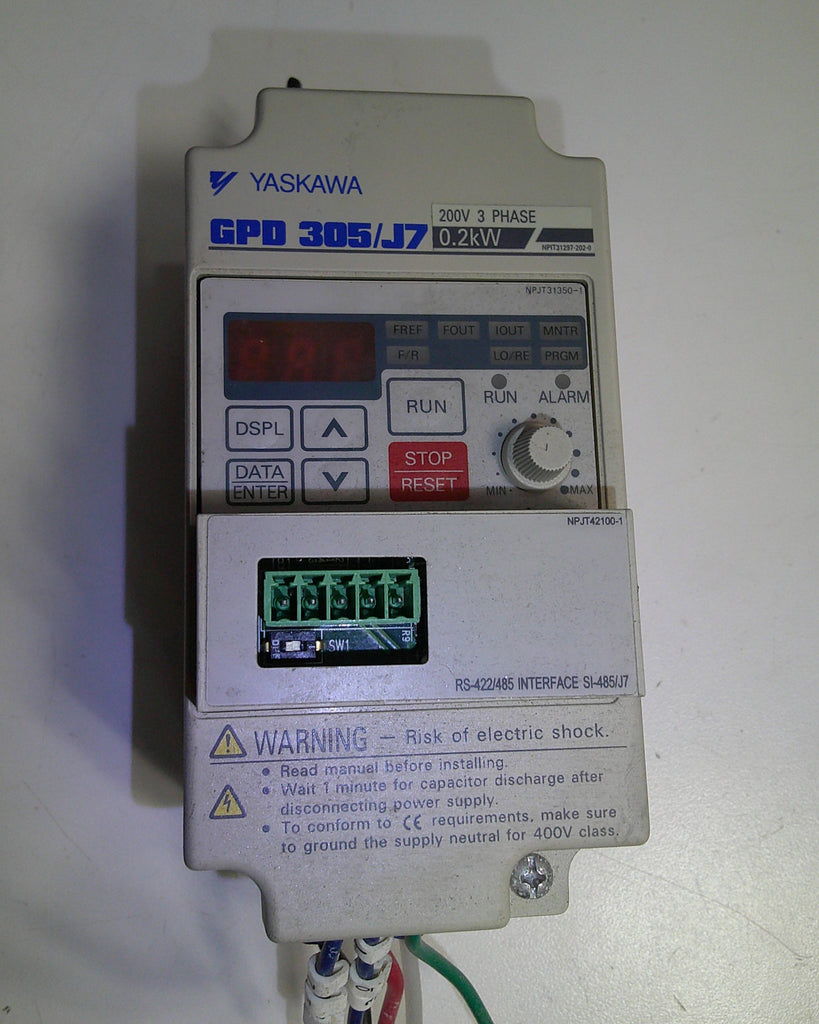 YASKAWA
GPD 305/J7
200V 3 PHASE
0.2kW
NPIT31297-202-0
NPJT31350-1
FREF FOUT IOUT MNTR
F/R LO/RE PRGM
RUN ALARM
DSPL RUN
DATA
ENTER
STOP
RESET
MIN MAX
NPJT42100-1
SW1
R9
RS-422/485 INTERFACE SI-485/J7
WARNING — Risk of electric shock.
● Read manual before installing.
● Wait 1 minute for capacitor discharge after
disconnecting power supply.
● To conform to CE requirements, make sure
to ground the supply neutral for 400V class.